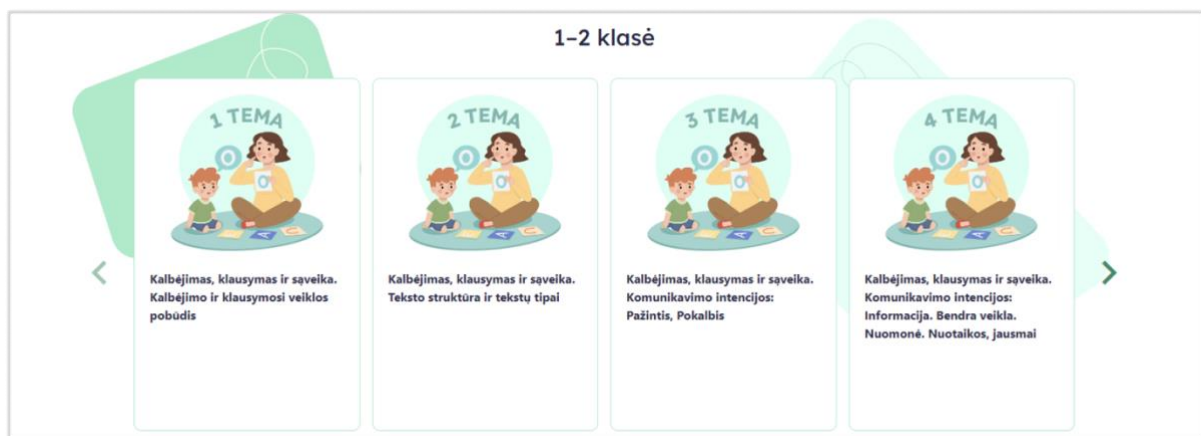 1–2 klasė
1 TEMA
Kalbėjimas, klausymas ir sąveika.
Kalbėjimo ir klausymosi veiklos
pobūdis
2 TEMA
Kalbėjimas, klausymas ir sąveika.
Teksto struktūra ir tekstų tipai
3 TEMA
Kalbėjimas, klausymas ir sąveika.
Komunikavimo intencijos:
Pažintis, Pokalbis
4 TEMA
Kalbėjimas, klausymas ir sąveika.
Komunikavimo intencijos:
Informacija. Bendra veikla.
Nuomonė. Nuotaikos, jausmai